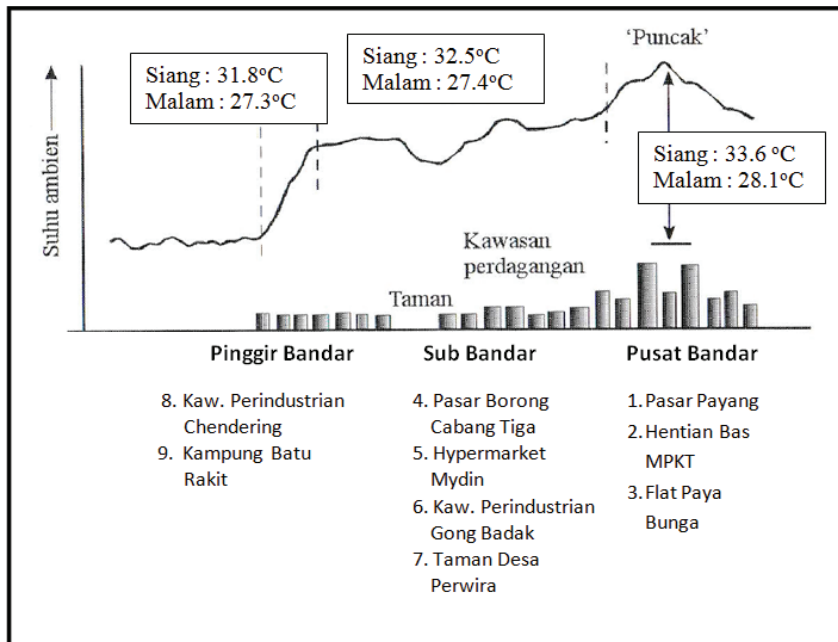 ‘Puncak’
Siang : 31.8°C
Malam : 27.3°C
Siang : 32.5°C
Malam : 27.4°C
Siang : 33.6 °C
Malam : 28.1°C
Suhu ambien
Kawasan
perdagangan
Taman
Pinggir Bandar
Sub Bandar
Pusat Bandar
8. Kaw. Perindustrian
Chendering
9. Kampung Batu
Rakit
4. Pasar Borong
Cabang Tiga
5. Hypermarket
Mydin
6. Kaw. Perindustrian
Gong Badak
7. Taman Desa
Perwira
1. Pasar Payang
2. Hentian Bas
MPKT
3. Flat Paya
Bunga